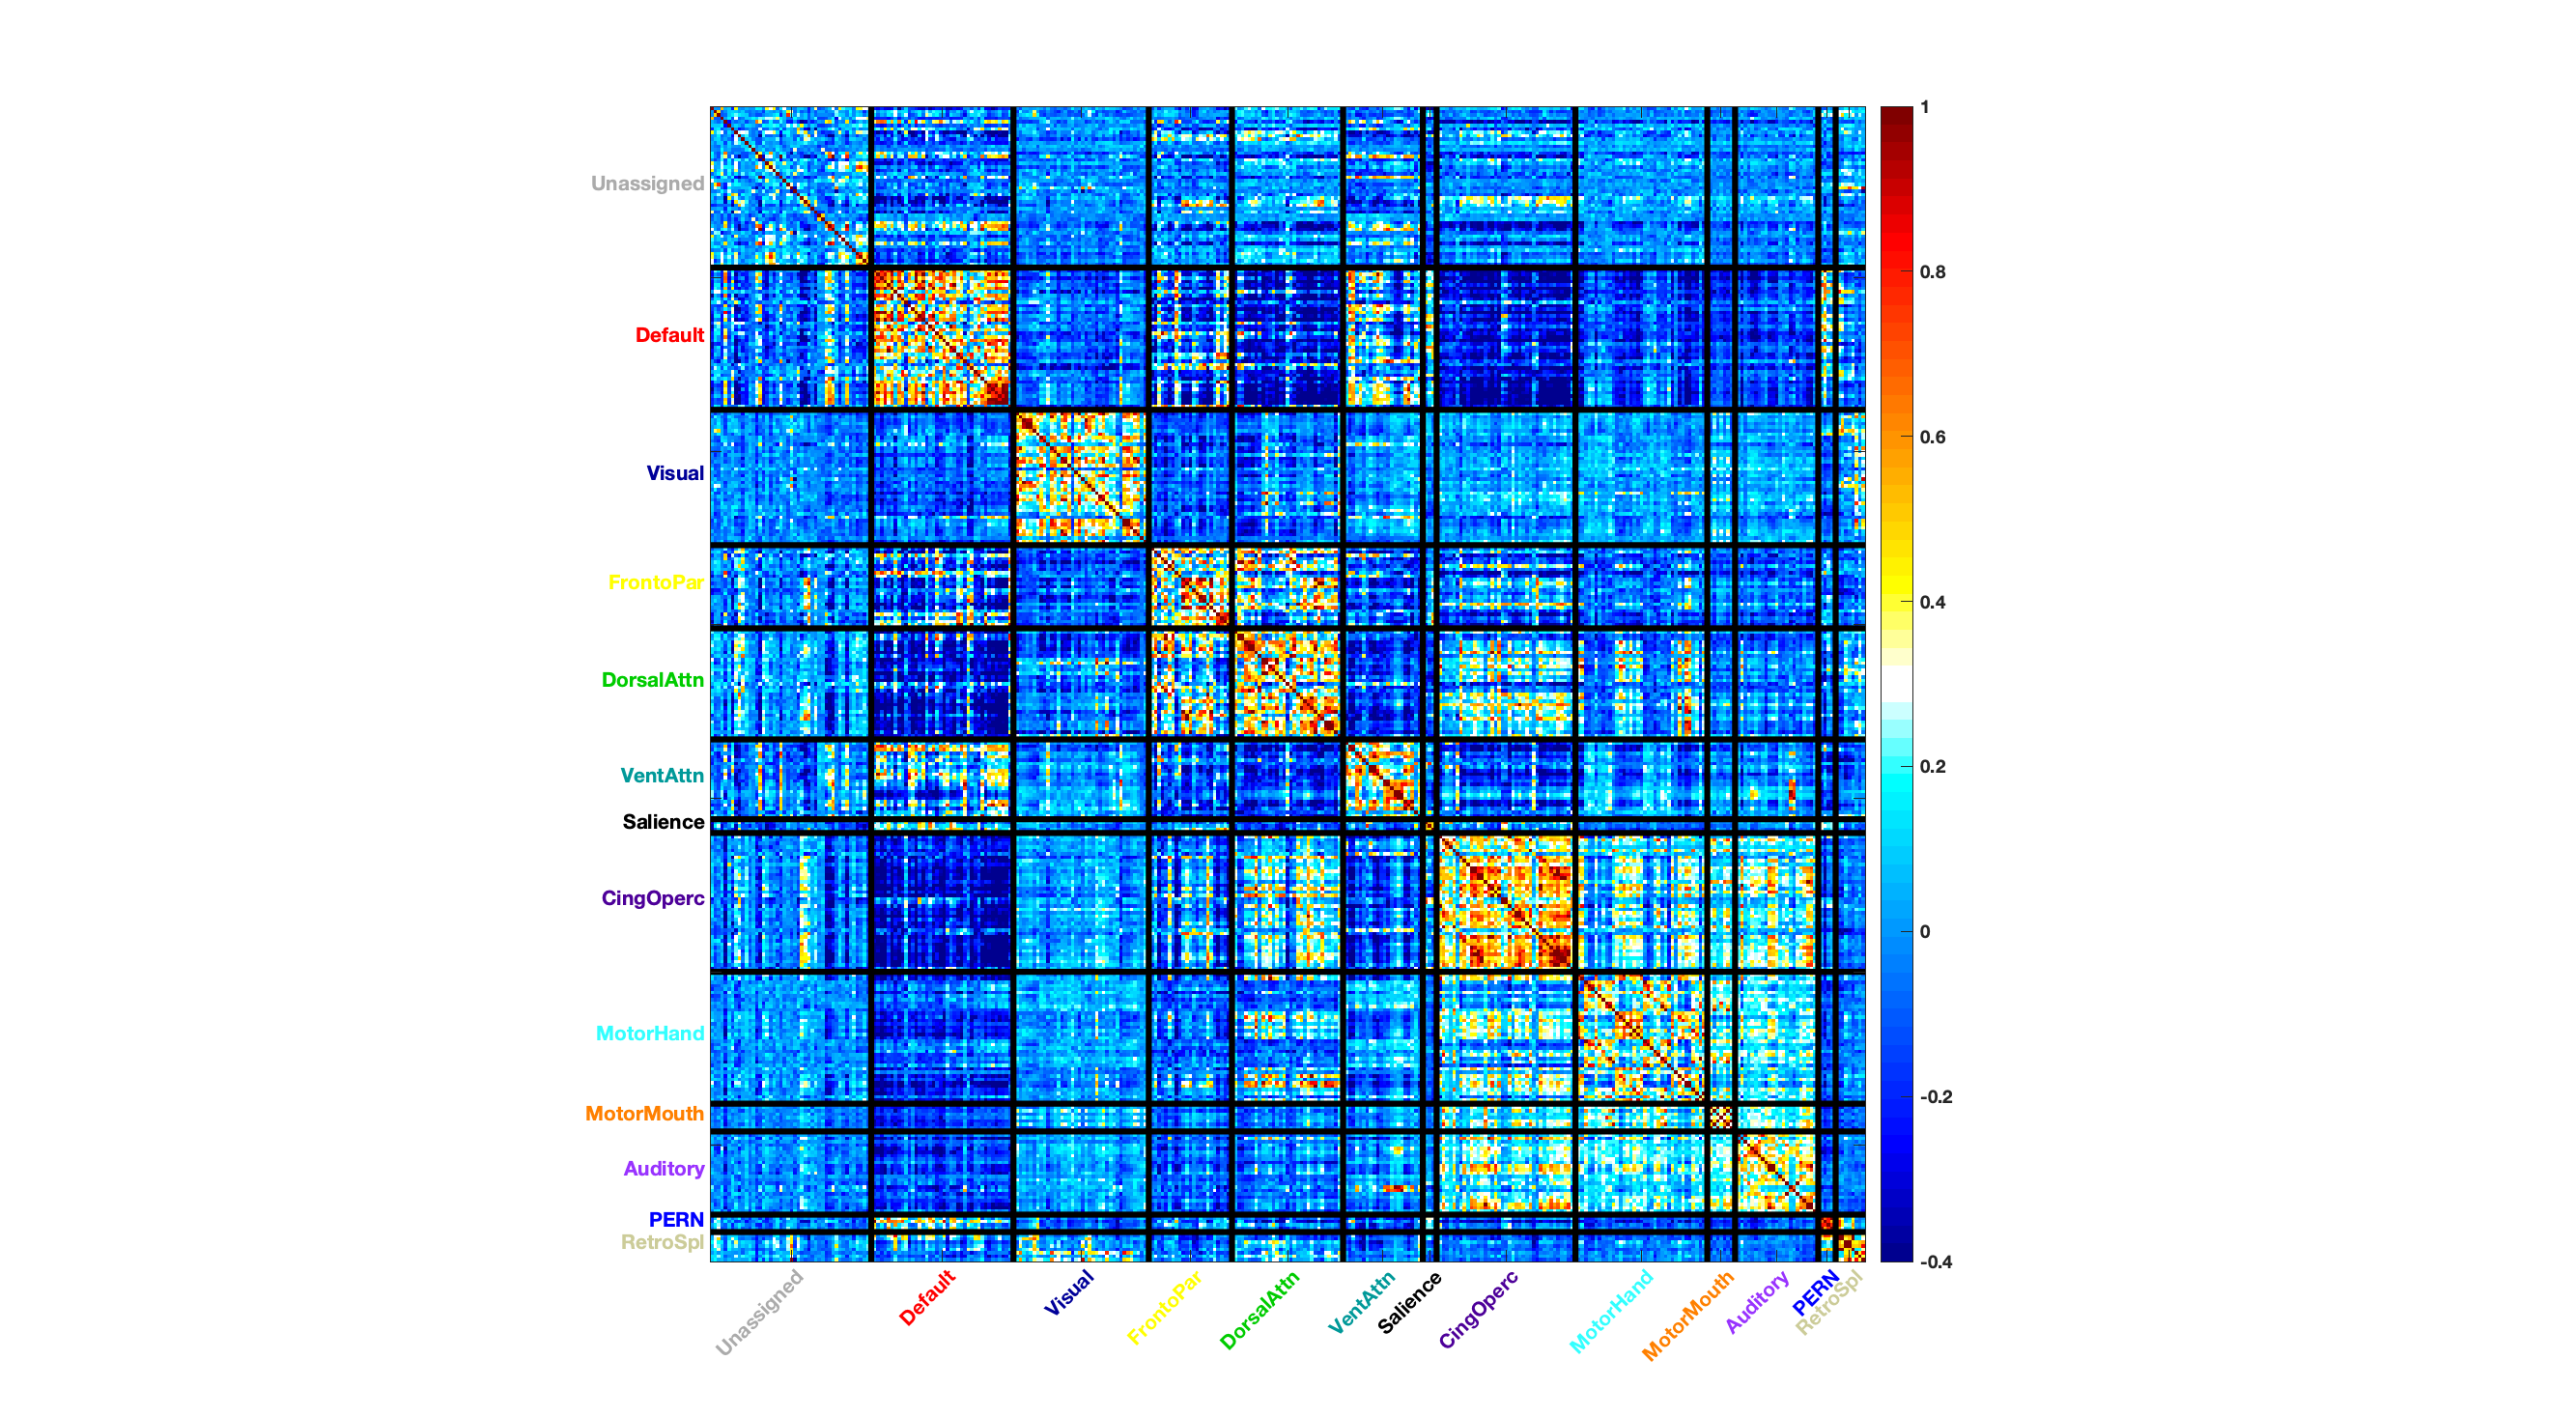 Unassigned
Default
Visual
FrontoPar
DorsalAttn
VentAttn
Salience
CingOperc
MotorHand
MotorMouth
Auditory
PERN
RetroSpl
Unassigned
Default
Visual
FrontoPar
DorsalAttn
VentAttn
Salience
CingOperc
MotorHand
MotorMouth
Auditory
PERN
RetroSpl
1
0.8
0.6
0.4
0.2
0
-0.2
-0.4